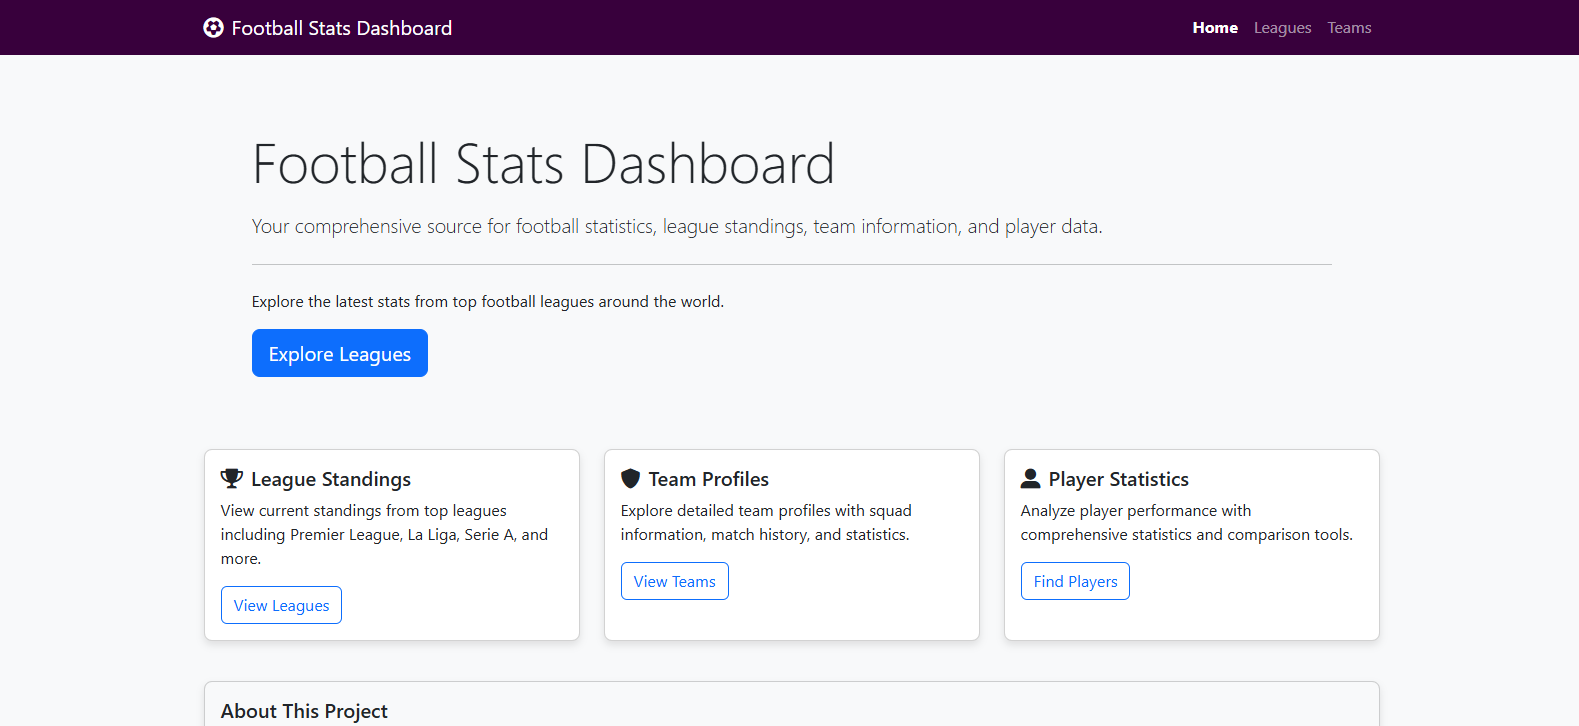 Football Stats Dashboard
Home Leagues Teams
Football Stats Dashboard
Your comprehensive source for football statistics, league standings, team information, and player data.
Explore the latest stats from top football leagues around the world.
Explore Leagues
League Standings
View current standings from top leagues
including Premier League, La Liga, Serie A, and
more.
View Leagues
Team Profiles
Explore detailed team profiles with squad
information, match history, and statistics.
View Teams
Player Statistics
Analyze player performance with
comprehensive statistics and comparison tools.
Find Players
About This Project